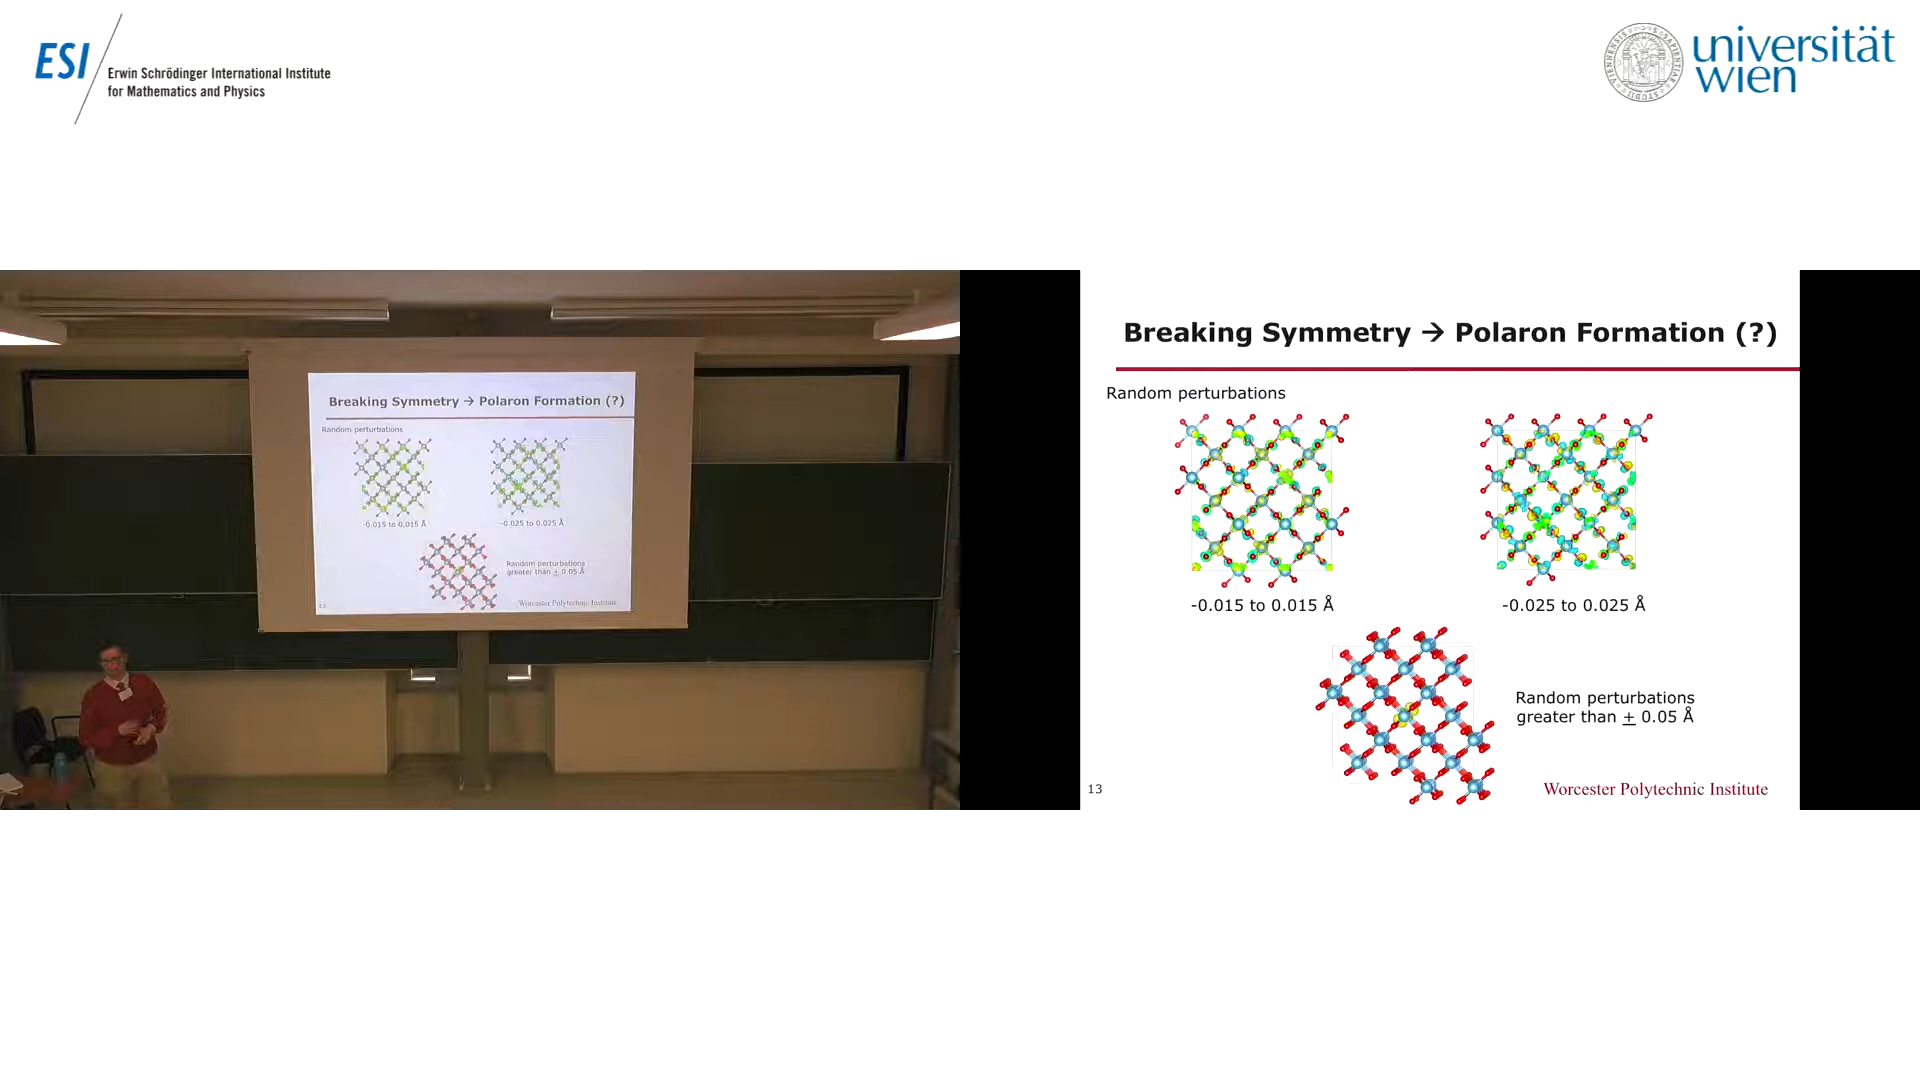 ESI
Erwin Schrödinger International Institute
for Mathematics and Physics
universität
wien
Breaking Symmetry → Polaron Formation (?)
Random perturbations
-0.015 to 0.015 Å
-0.025 to 0.025 Å
Random perturbations
greater than ± 0.05 Å
13
Worcester Polytechnic Institute
Breaking Symmetry → Polaron Formation (?)
Random perturbations
-0.015 to 0.015 Å
-0.025 to 0.025 Å
Random perturbations
greater than ± 0.05 Å
13
Worcester Polytechnic Institute